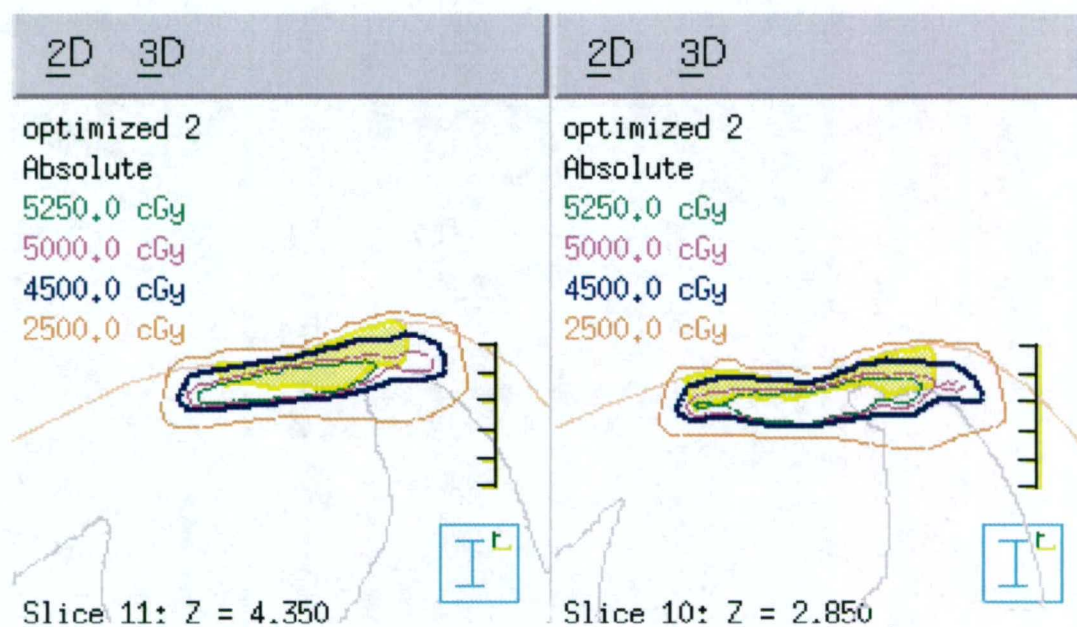 2D 3D
optimized 2
Absolute
5250.0 cGy
5000.0 cGy
4500.0 cGy
2500.0 cGy
Slice 11: Z = 4.350
2D 3D
optimized 2
Absolute
5250.0 cGy
5000.0 cGy
4500.0 cGy
2500.0 cGy
Slice 10: Z = 2.850